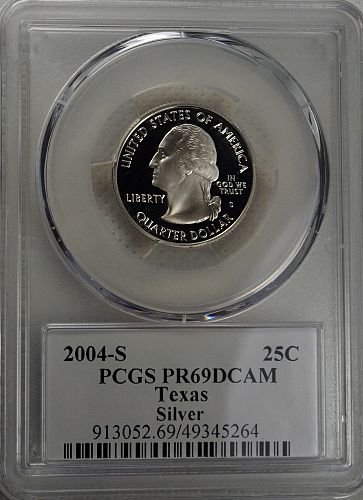 UNITED STATES OF AMERICA
LIBERTY
IN
GOD WE
TRUST
S
QUARTER DOLLAR
2004-S 25C
PCGS PR69DCAM
Texas
Silver
913052.69/49345264